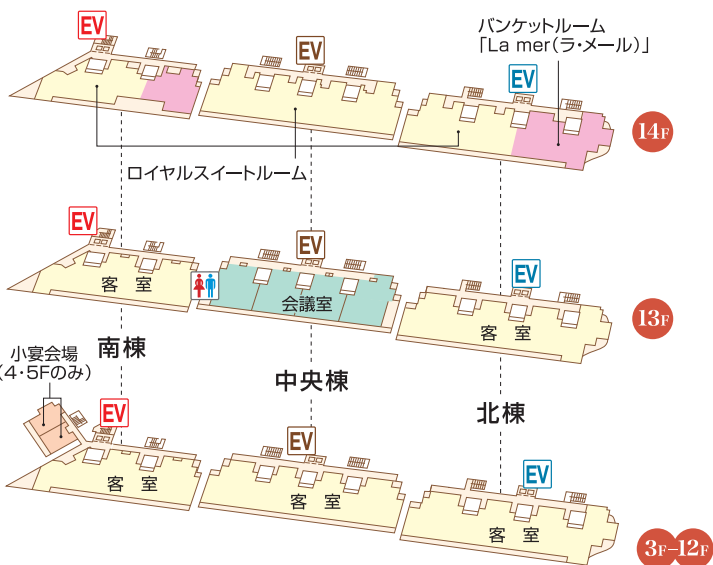 EV
EV
バンケットルーム
「La mer(ラ・メール)」
EV
14F
ロイヤルスイートルーム
EV
EV
EV
客 室
会議室
客 室
13F
小宴会場
(4・5Fのみ)
南棟
中央棟
北棟
EV
EV
EV
客 室
客 室
客 室
3F-12F